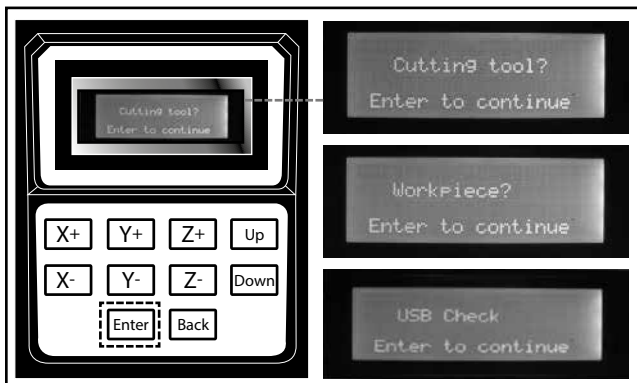 Cutting tool?
Enter to continue
X+ Y+ Z+ Up
X- Y- Z- Down
Enter Back
Cutting tool?
Enter to continue
Workpiece?
Enter to continue
USB Check
Enter to continue